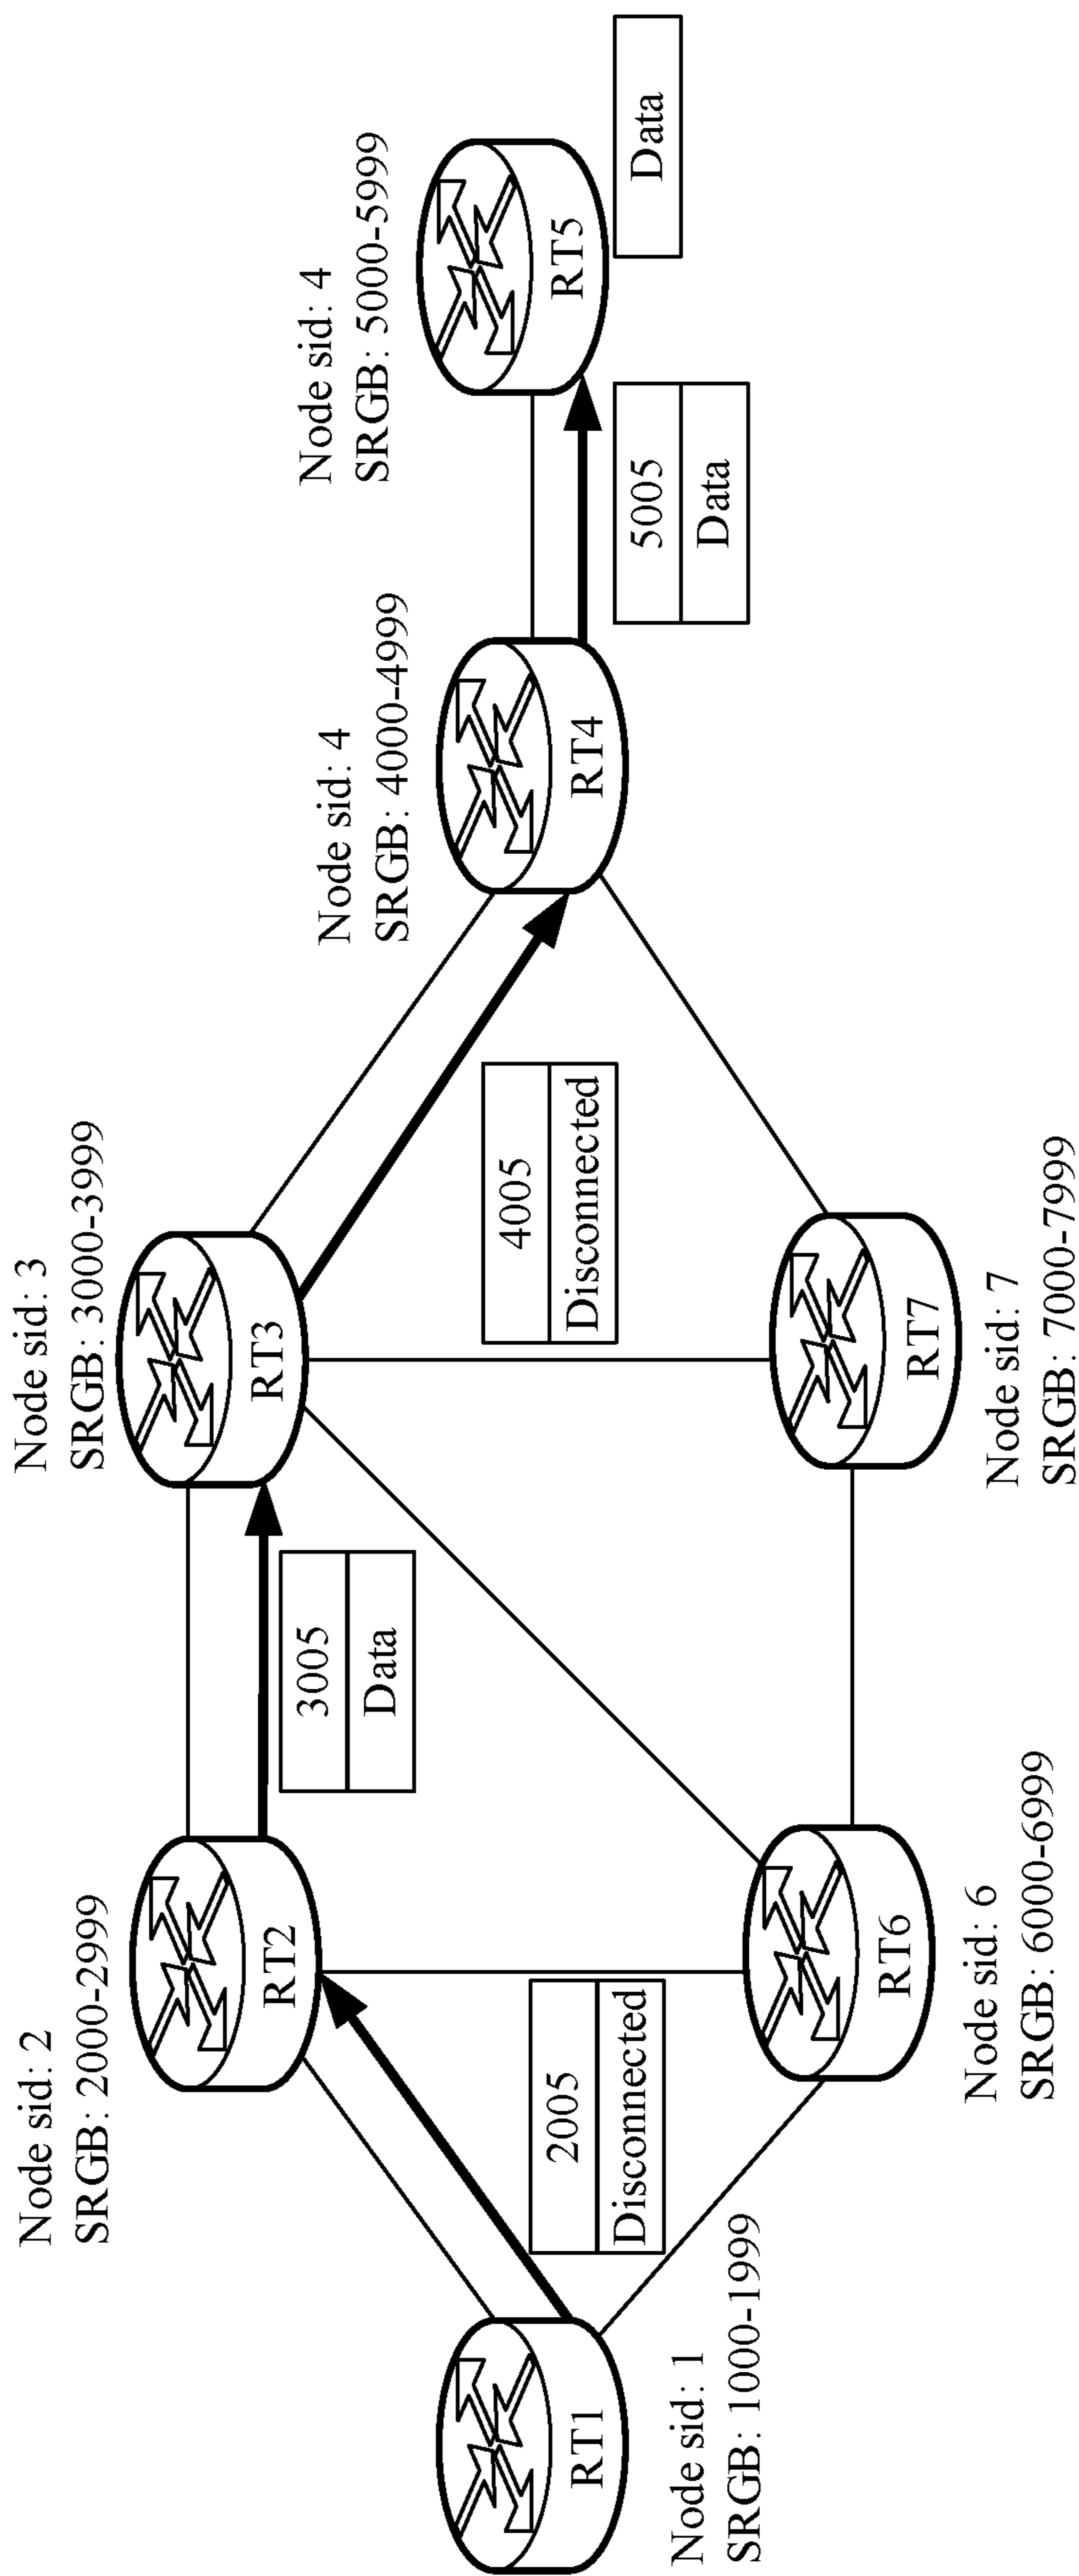 Node sid: 2
SRGB: 2000-2999
Node sid: 3
SRGB: 3000-3999
RT2
RT3
3005
Data
Node sid: 4
SRGB: 4000-4999
Node sid: 4
SRGB: 5000-5999
RT1
RT4
RT5
2005
Disconnected
4005
Disconnected
5005
Data
Data
Node sid: 1
SRGB: 1000-1999
RT6
RT7
Node sid: 6
SRGB: 6000-6999
Node sid: 7
SRGB: 7000-7999